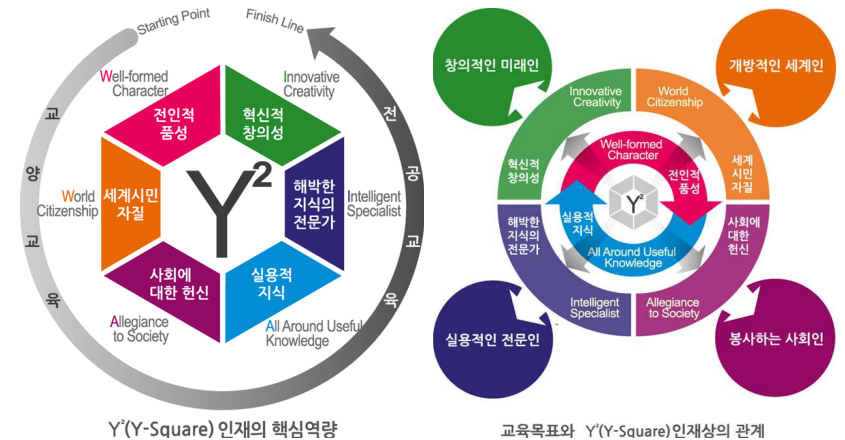 Starting Point
Finish Line
Well-formed
Character
Innovative
Creativity
전인적
품성
혁신적
창의성
교양교육
전공교육
World
Citizenship
세계시민
자질
Y²
해박한
지식의
전문가
Intelligent
Specialist
사회에
대한 헌신
실용적
지식
Allegiance
to Society
All Around Useful
Knowledge
Y²(Y-Square) 인재의 핵심역량
창의적인 미래인
개방적인 세계인
Innovative
Creativity
World
Citizenship
혁신적
창의성
세계
시민
자질
Well-formed
Character
전인적
품성
Y²
실용적
지식
All Around Useful
Knowledge
해박한
지식의
전문가
사회에
대한
헌신
Intelligent
Specialist
Allegiance
to Society
실용적인 전문인
봉사하는 사회인
교육목표와 Y²(Y-Square)인재상의 관계